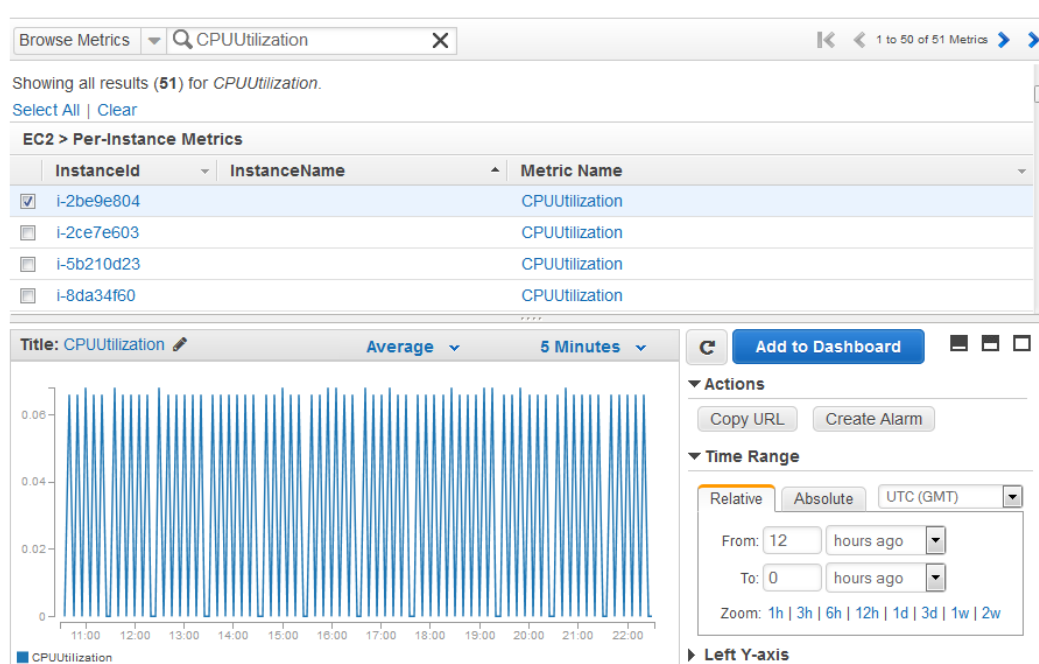 Browse Metrics CPUUtilization 1 to 50 of 51 Metrics
Showing all results (51) for CPUUtilization.
Select All | Clear
EC2 > Per-Instance Metrics
InstanceId InstanceName Metric Name
i-2be9e804 CPUUtilization
i-2ce7e603 CPUUtilization
i-5b210d23 CPUUtilization
i-8da34f60 CPUUtilization
Title: CPUUtilization Average 5 Minutes
0.06
0.04
0.02
0
11:00 12:00 13:00 14:00 15:00 16:00 17:00 18:00 19:00 20:00 21:00 22:00
CPUUtilization
Add to Dashboard
Actions
Copy URL Create Alarm
Time Range
Relative Absolute UTC (GMT)
From: 12 hours ago
To: 0 hours ago
Zoom: 1h | 3h | 6h | 12h | 1d | 3d | 1w | 2w
Left Y-axis